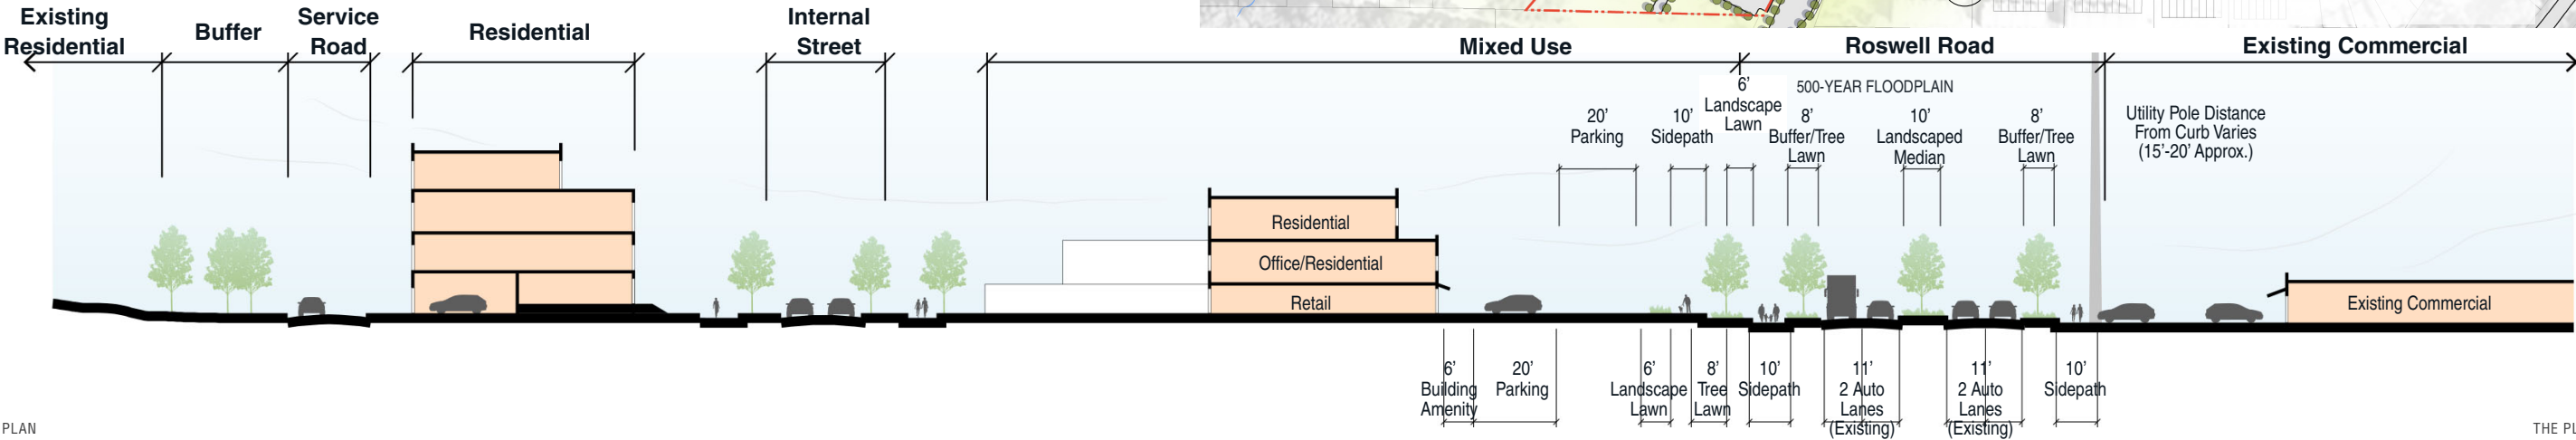 Existing
Residential
Buffer
Service
Road
Residential
Internal
Street
Mixed Use
Roswell Road
Existing Commercial
500-YEAR FLOODPLAIN
20’
Parking
10’
Sidepath
6’
Landscape
Lawn
8’
Buffer/Tree
Lawn
10’
Landscaped
Median
8’
Buffer/Tree
Lawn
Utility Pole Distance
From Curb Varies
(15’-20’ Approx.)
Residential
Office/Residential
Retail
Existing Commercial
6’
Building
Amenity
20’
Parking
6’
Landscape
Lawn
8’
Tree
Lawn
10’
Sidepath
11’
2 Auto
Lanes
(Existing)
11’
2 Auto
Lanes
(Existing)
10’
Sidepath
PLAN
THE PL